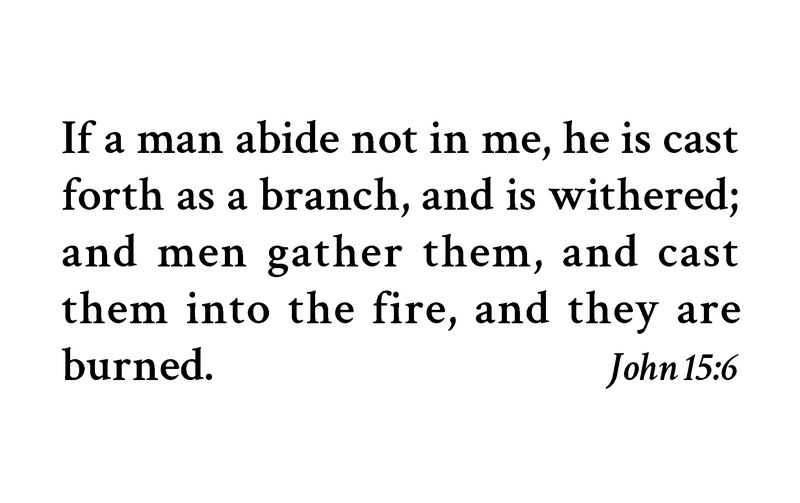 If a man abide not in me, he is cast
forth as a branch, and is withered;
and men gather them, and cast
them into the fire, and they are
burned. John 15:6